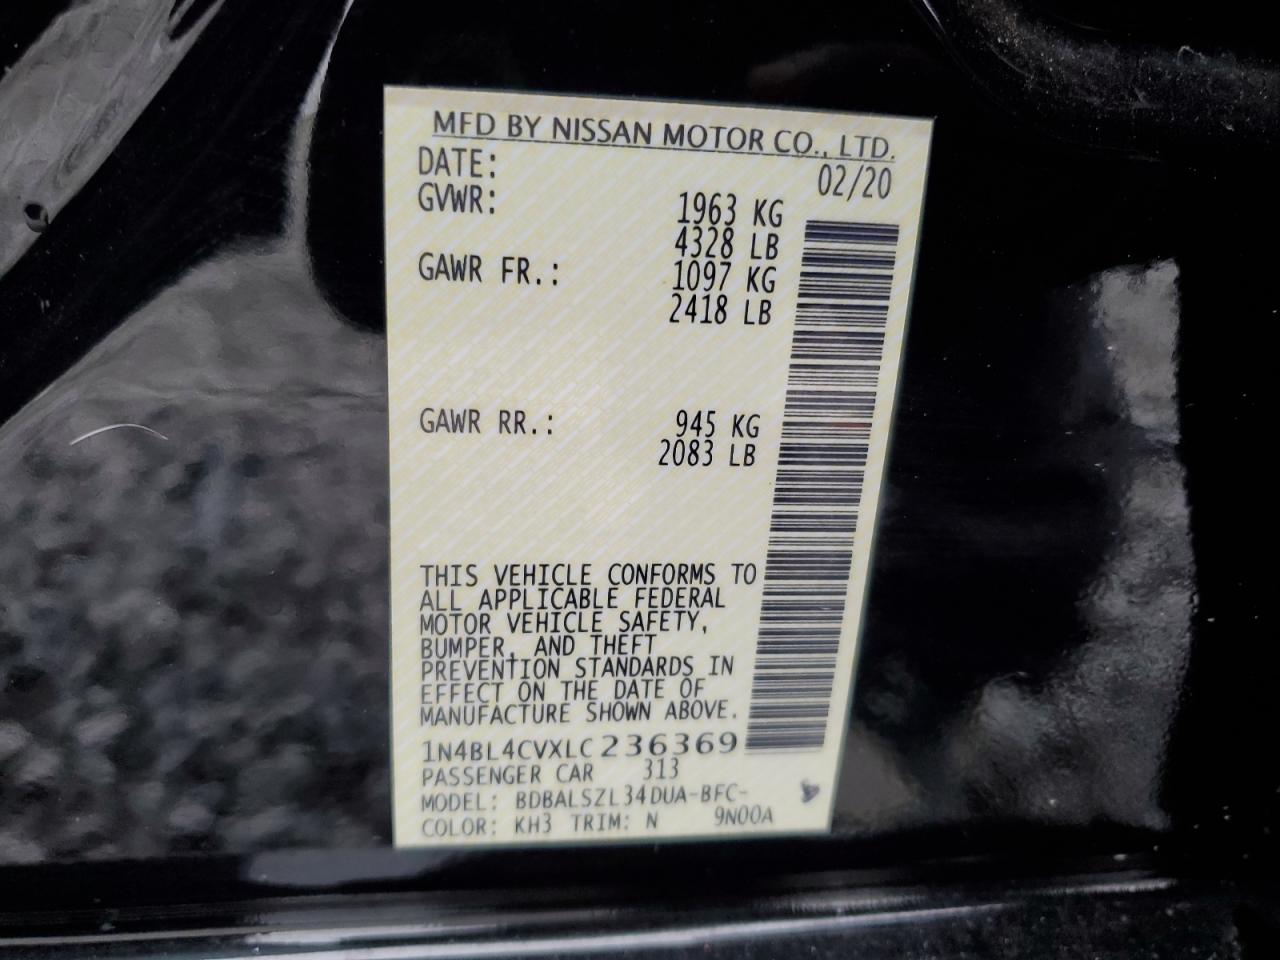 MFD BY NISSAN MOTOR CO., LTD.
DATE: 02/20
GVWR: 1963 KG
4328 LB
GAWR FR.: 1097 KG
2418 LB
GAWR RR.: 945 KG
2083 LB
THIS VEHICLE CONFORMS TO
ALL APPLICABLE FEDERAL
MOTOR VEHICLE SAFETY,
BUMPER, AND THEFT
PREVENTION STANDARDS IN
EFFECT ON THE DATE OF
MANUFACTURE SHOWN ABOVE.
1N4BL4CVXLC236369
PASSENGER CAR 313
MODEL: BDBALSZL34DUA-BFC-
COLOR: KH3 TRIM: N 9N00A